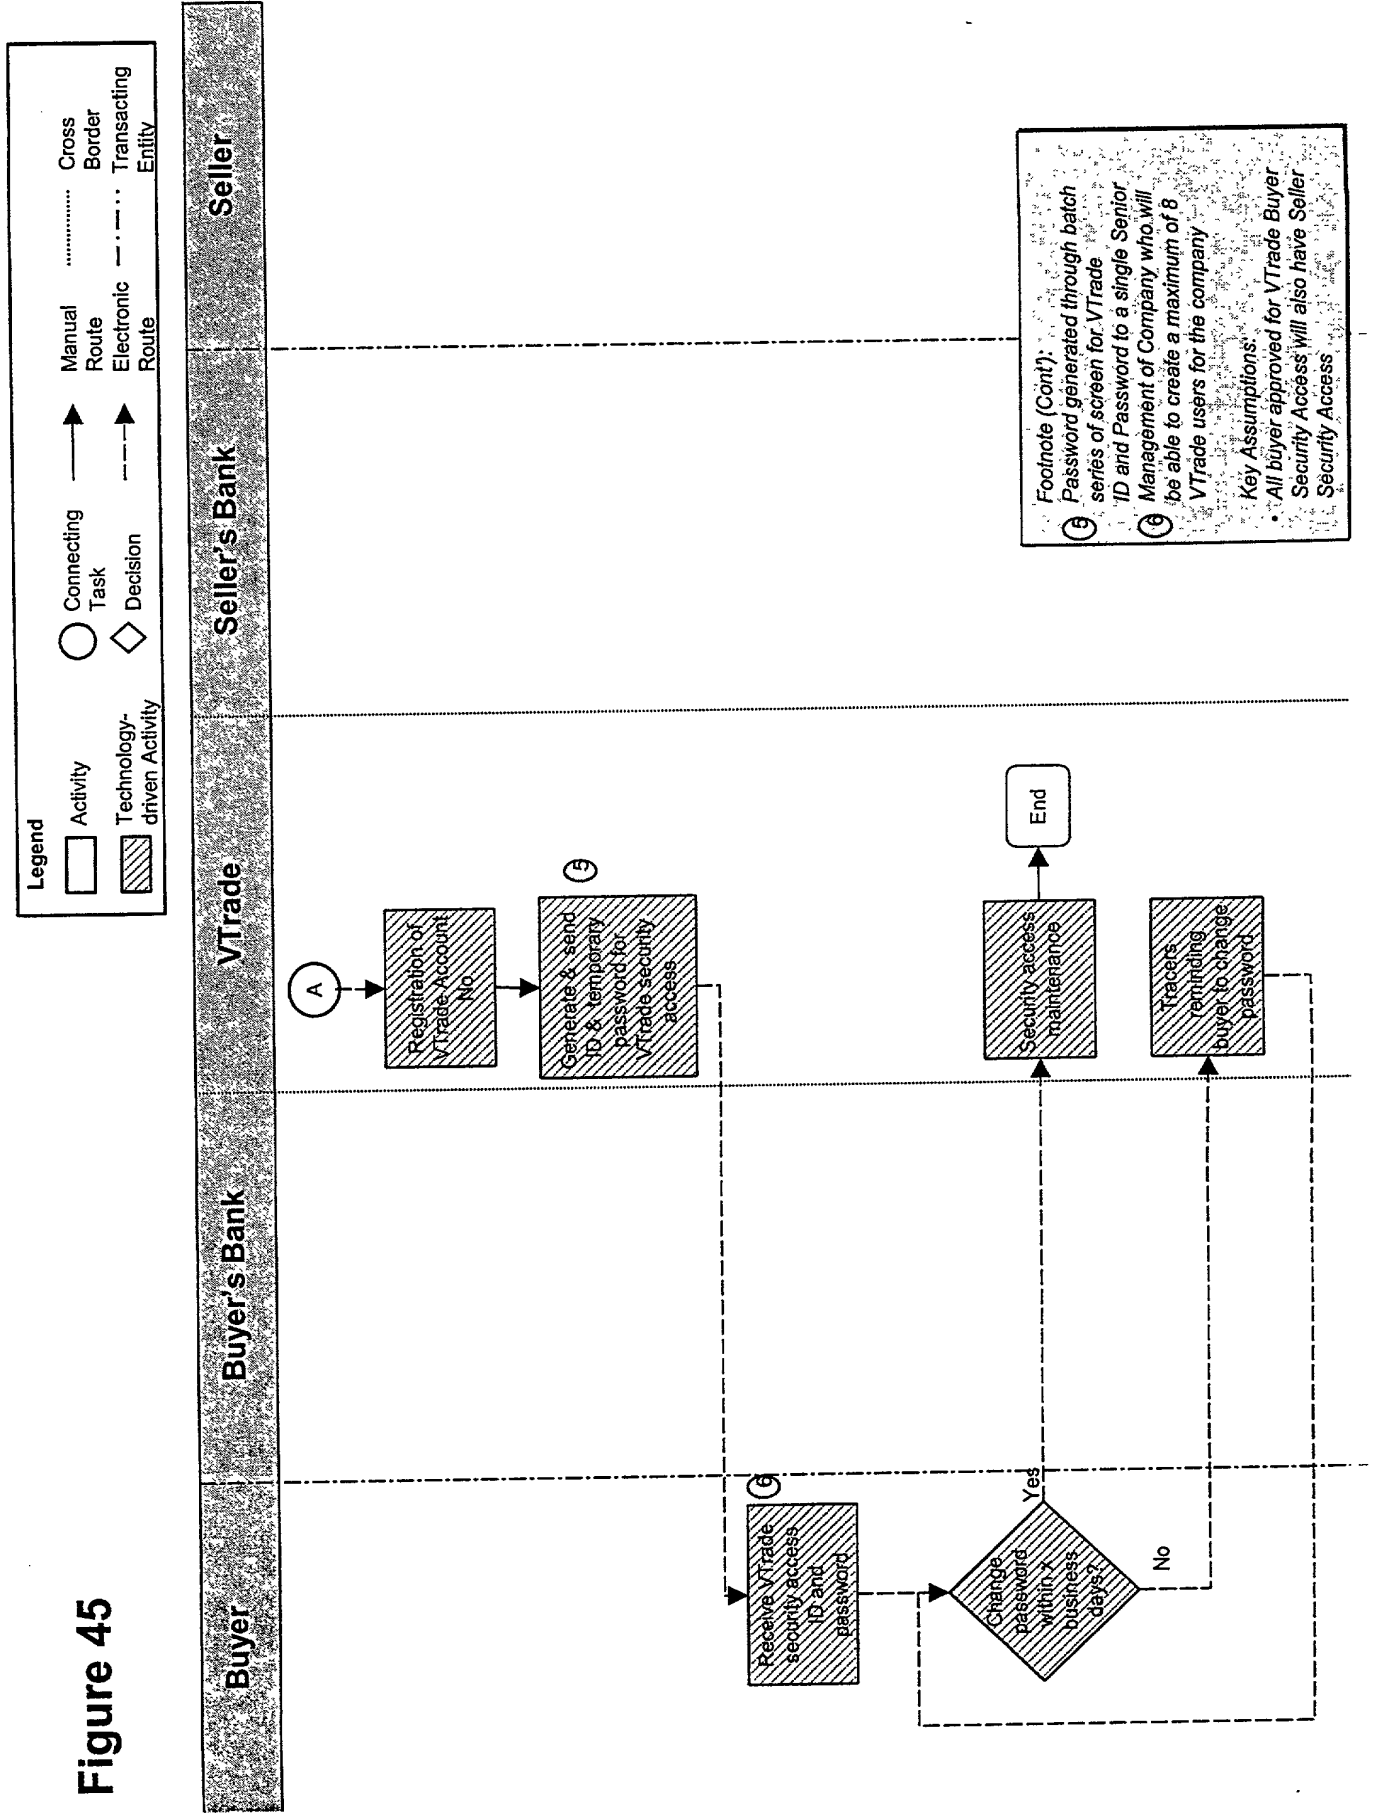 Figure 45
Legend
Activity
Technology-
driven Activity
Connecting
Task
Decision
Manual
Route
Electronic
Route
Cross
Border
Transacting
Entity
Buyer
Buyer's Bank
VTrade
Seller's Bank
Seller
A
Registration of
VTrade Account
No
Generate & send
ID & temporary
password for
VTrade security
access
5
Receive VTrade
security access
ID and
password
6
Change
password
within x
business
days?
Yes
No
Security access
maintenance
End
Tracers
reminding
buyer to change
password
Footnote (Cont'):
5 Password generated through batch
series of screen for VTrade
ID and Password to a single Senior
6 Management of Company who will
be able to create a maximum of 8
VTrade users for the company
Key Assumptions:
• All buyer approved for VTrade Buyer
Security Access will also have Seller
Security Access